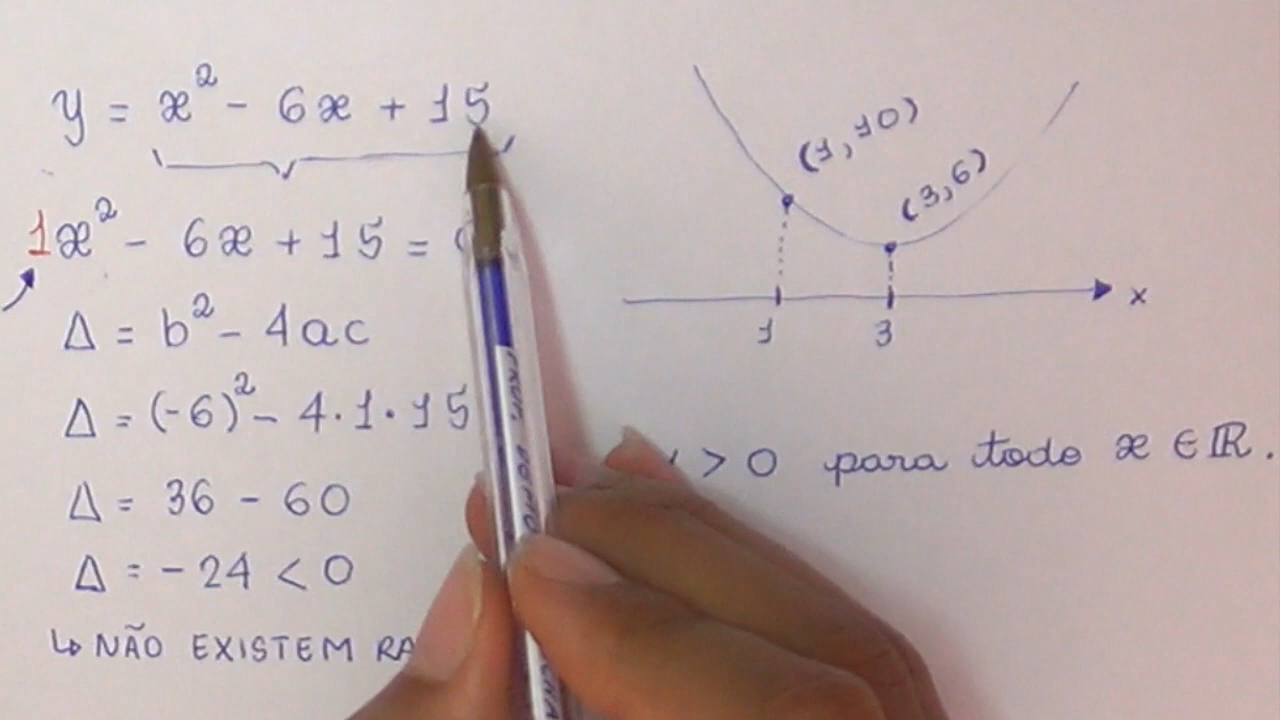 y = x² - 6x + 15
1x² - 6x + 15 =
Δ = b² - 4ac
Δ = (-6)² - 4·1·15
Δ = 36 - 60
Δ = -24 < 0
↳ NÃO EXISTEM
(1,10)
(3,6)
x
1 3
> 0 para todo x ∈ ℝ.